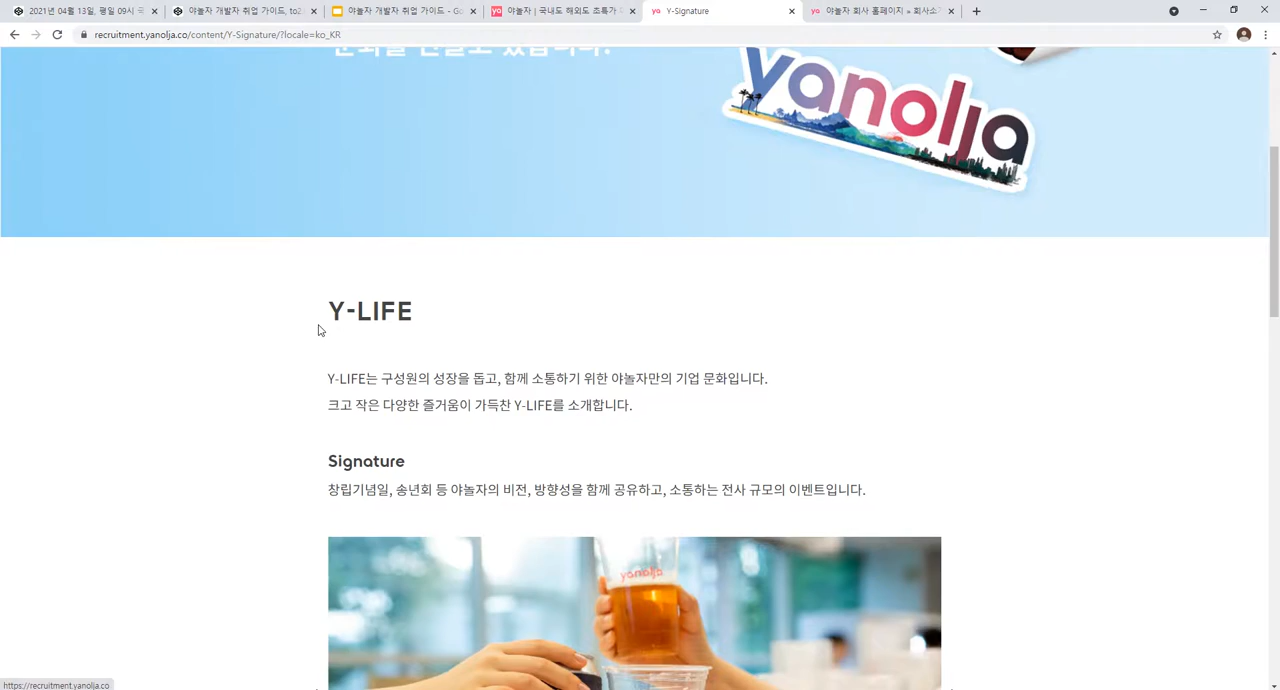 2021년 04월 13일, 평일 09시 국
야놀자 개발자 취업 가이드, to2.
야놀자 개발자 취업 가이드 - Go
야놀자 | 국내도 해외도 초특가
Y-Signature
야놀자 회사 홈페이지 = 회사소
recruitment.yanolja.co/content/Y-Signature/?locale=ko_KR
yanolja
Y-LIFE
Y-LIFE는 구성원의 성장을 돕고, 함께 소통하기 위한 야놀자만의 기업 문화입니다.
크고 작은 다양한 즐거움이 가득찬 Y-LIFE를 소개합니다.
Signature
창립기념일, 송년회 등 야놀자의 비전, 방향성을 함께 공유하고, 소통하는 전사 규모의 이벤트입니다.
yanolja
https://recruitment.yanolja.co